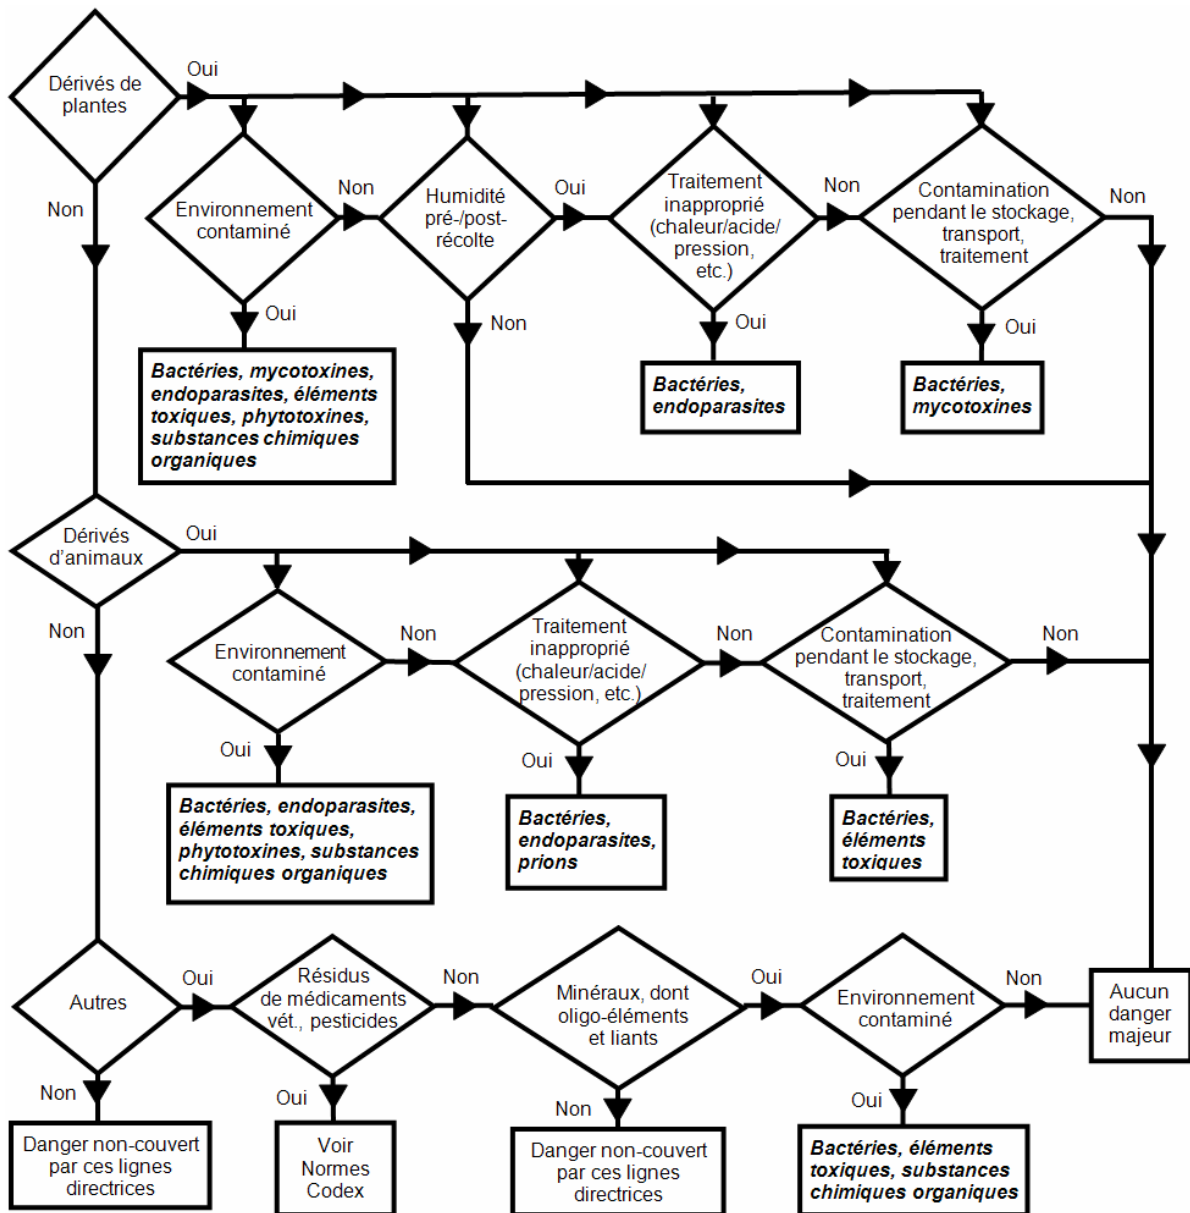 Dérivés de
plantes
Oui
Non
Environnement
contaminé
Non
Oui
Humidité
pré-/post-
récolte
Oui
Non
Traitement
inapproprié
(chaleur/acide/
pression,
etc.)
Non
Oui
Contamination
pendant le stockage,
transport,
traitement
Non
Oui
Bactéries, mycotoxines,
endoparasites, éléments
toxiques, phytotoxines,
substances chimiques
organiques
Bactéries,
endoparasites
Bactéries,
mycotoxines
Dérivés
d'animaux
Oui
Non
Environnement
contaminé
Non
Oui
Traitement
inapproprié
(chaleur/acide/
pression, etc.)
Non
Oui
Contamination
pendant le stockage,
transport,
traitement
Non
Oui
Bactéries, endoparasites,
éléments toxiques,
phytotoxines, substances
chimiques organiques
Bactéries,
endoparasites,
prions
Bactéries,
éléments
toxiques
Autres
Oui
Non
Résidus
de médicaments
vét., pesticides
Non
Oui
Minéraux, dont
oligo-éléments
et liants
Oui
Non
Environnement
contaminé
Non
Oui
Aucun
danger
majeur
Danger non-couvert
par ces lignes
directrices
Voir
Normes
Codex
Danger non-couvert
par ces lignes
directrices
Bactéries, éléments
toxiques, substances
chimiques organiques